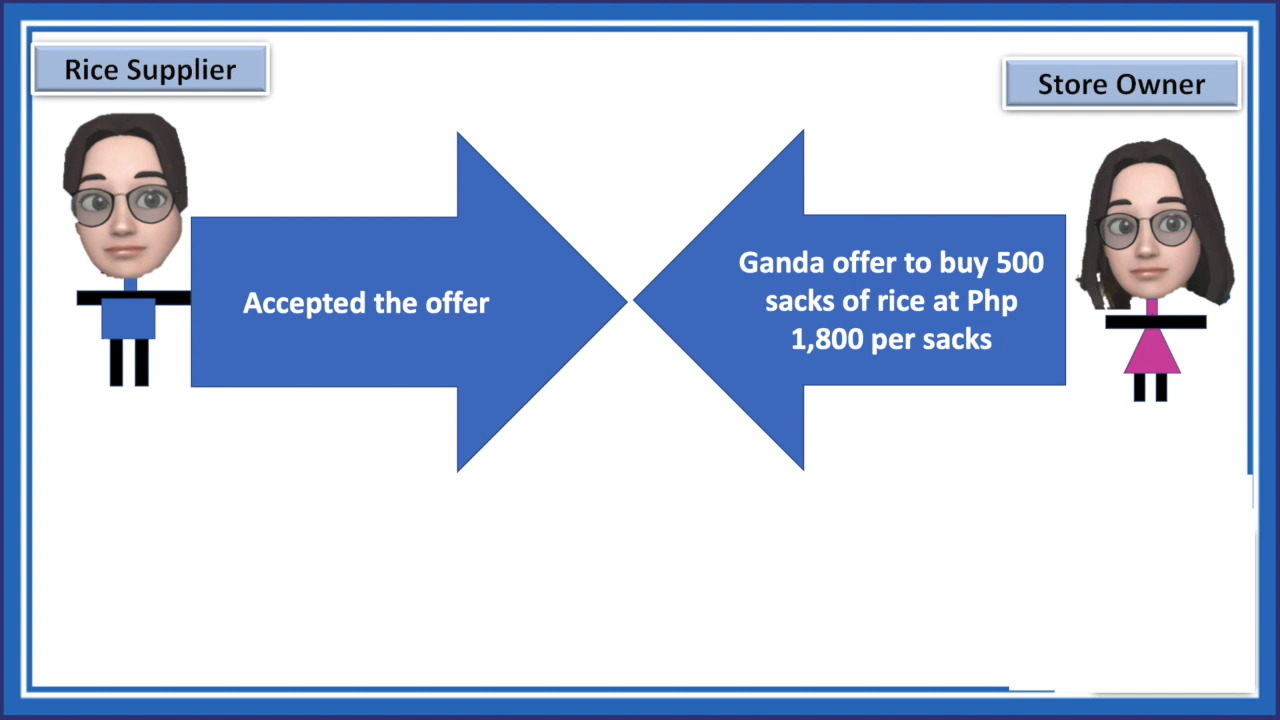 Rice Supplier
Store Owner
Accepted the offer
Ganda offer to buy 500
sacks of rice at Php
1,800 per sacks